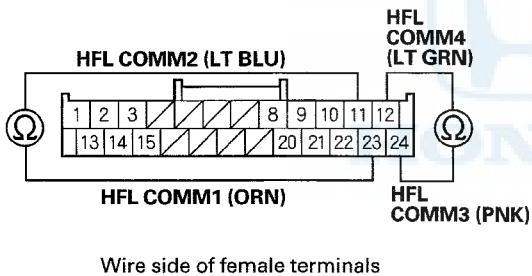 HFL
COMM4
(LT GRN)
HFL COMM2 (LT BLU)
Ω
1 2 3 8 9 10 11 12
13 14 15 20 21 22 23 24
Ω
HFL COMM1 (ORN)
HFL
COMM3 (PNK)
Wire side of female terminals